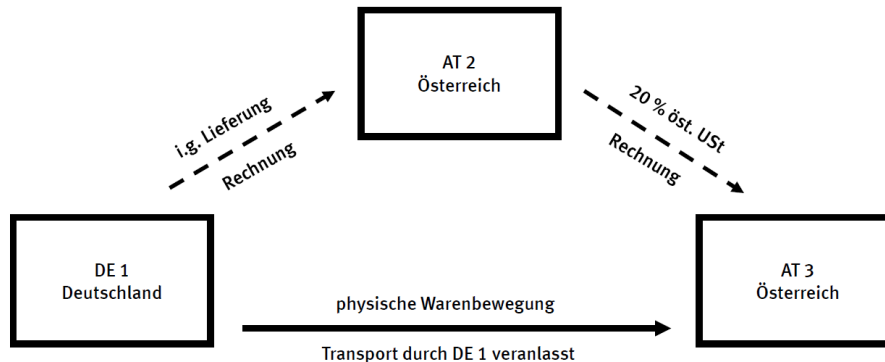 AT 2
Österreich
i.g. Lieferung
Rechnung
20 % öst. USt
Rechnung
DE 1
Deutschland
AT 3
Österreich
physische Warenbewegung
Transport durch DE 1 veranlasst